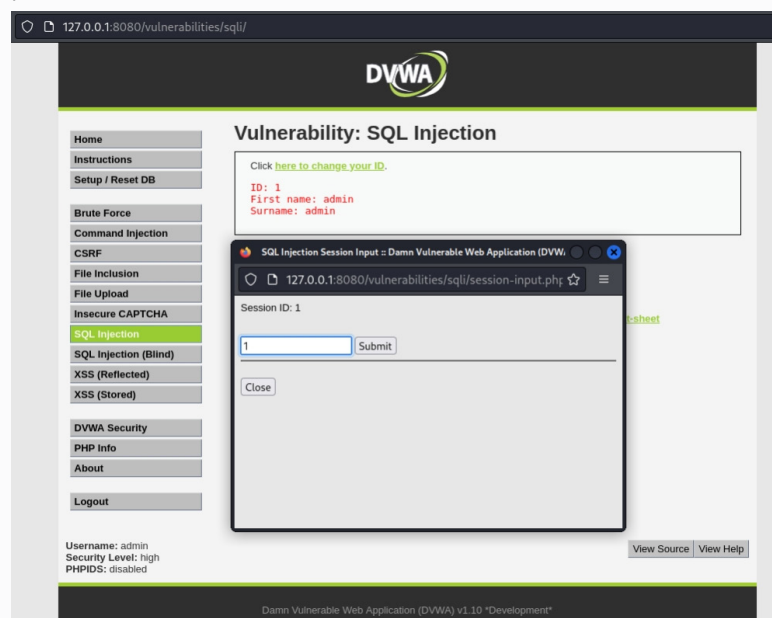 127.0.0.1:8080/vulnerabilities/sqli/
DVWA
Home
Instructions
Setup / Reset DB
Brute Force
Command Injection
CSRF
File Inclusion
File Upload
Insecure CAPTCHA
SQL Injection
SQL Injection (Blind)
XSS (Reflected)
XSS (Stored)
DVWA Security
PHP Info
About
Logout
Vulnerability: SQL Injection
Click here to change your ID.
ID: 1
First name: admin
Surname: admin
SQL Injection Session Input :: Damn Vulnerable Web Application (DVW
127.0.0.1:8080/vulnerabilities/sqli/session-input.php
Session ID: 1
1 Submit
Close
t-sheet
Username: admin
Security Level: high
PHPIDS: disabled
View Source View Help
Damn Vulnerable Web Application (DVWA) v1.10 *Development*